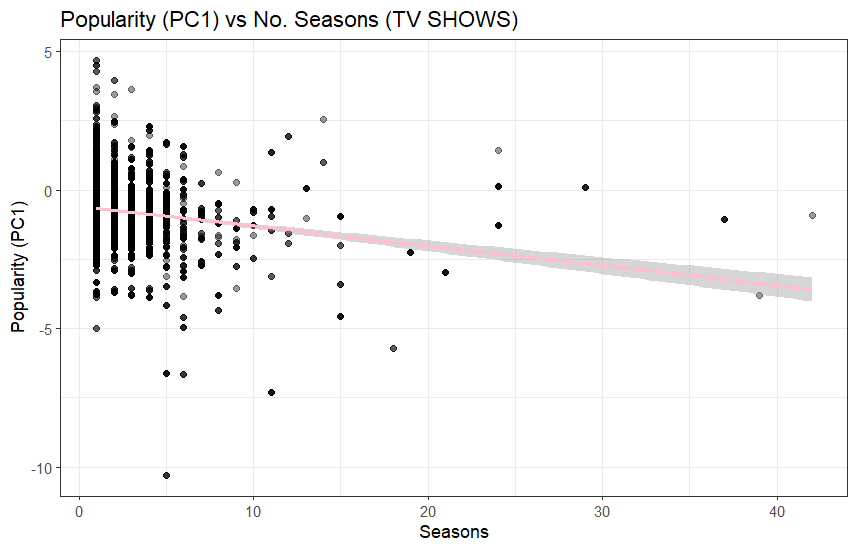 Popularity (PC1) vs No. Seasons (TV SHOWS)
Popularity (PC1)
5
0
-5
-10
0 10 20 30 40
Seasons